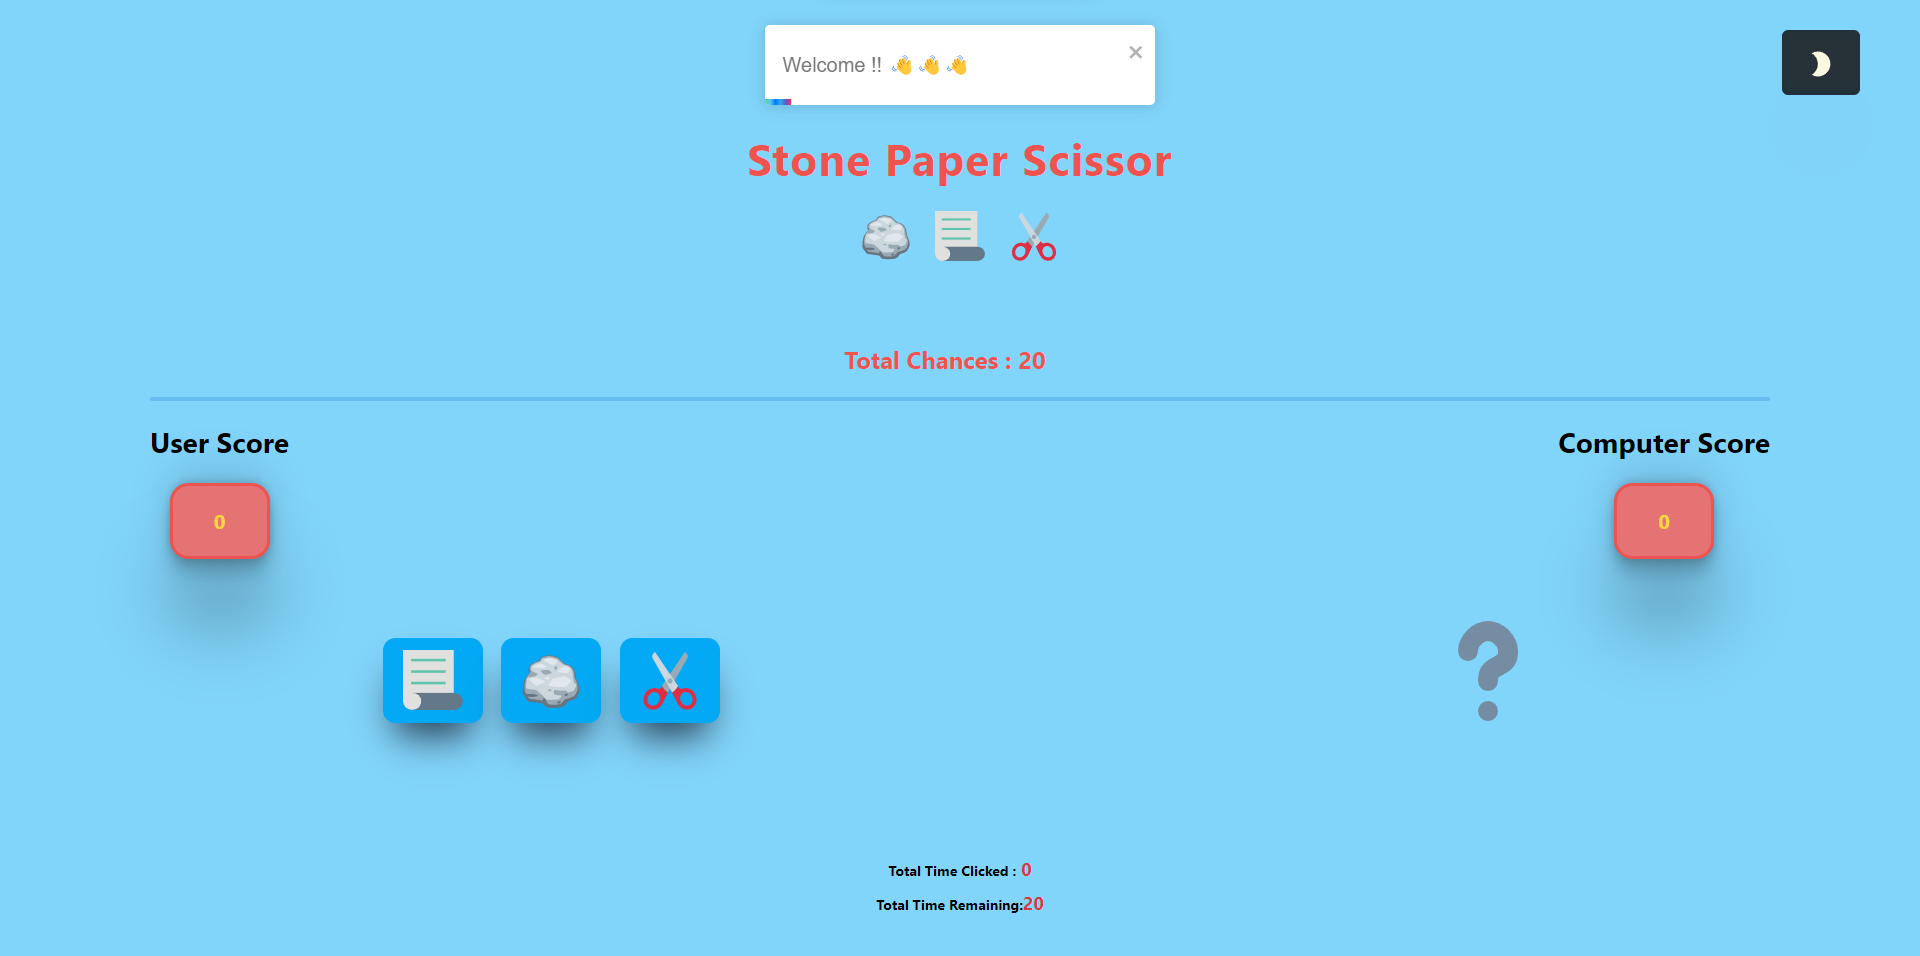 Welcome !! 👋 👋 👋
Stone Paper Scissor
Total Chances : 20
User Score
Computer Score
0
0
Total Time Clicked : 0
Total Time Remaining:20